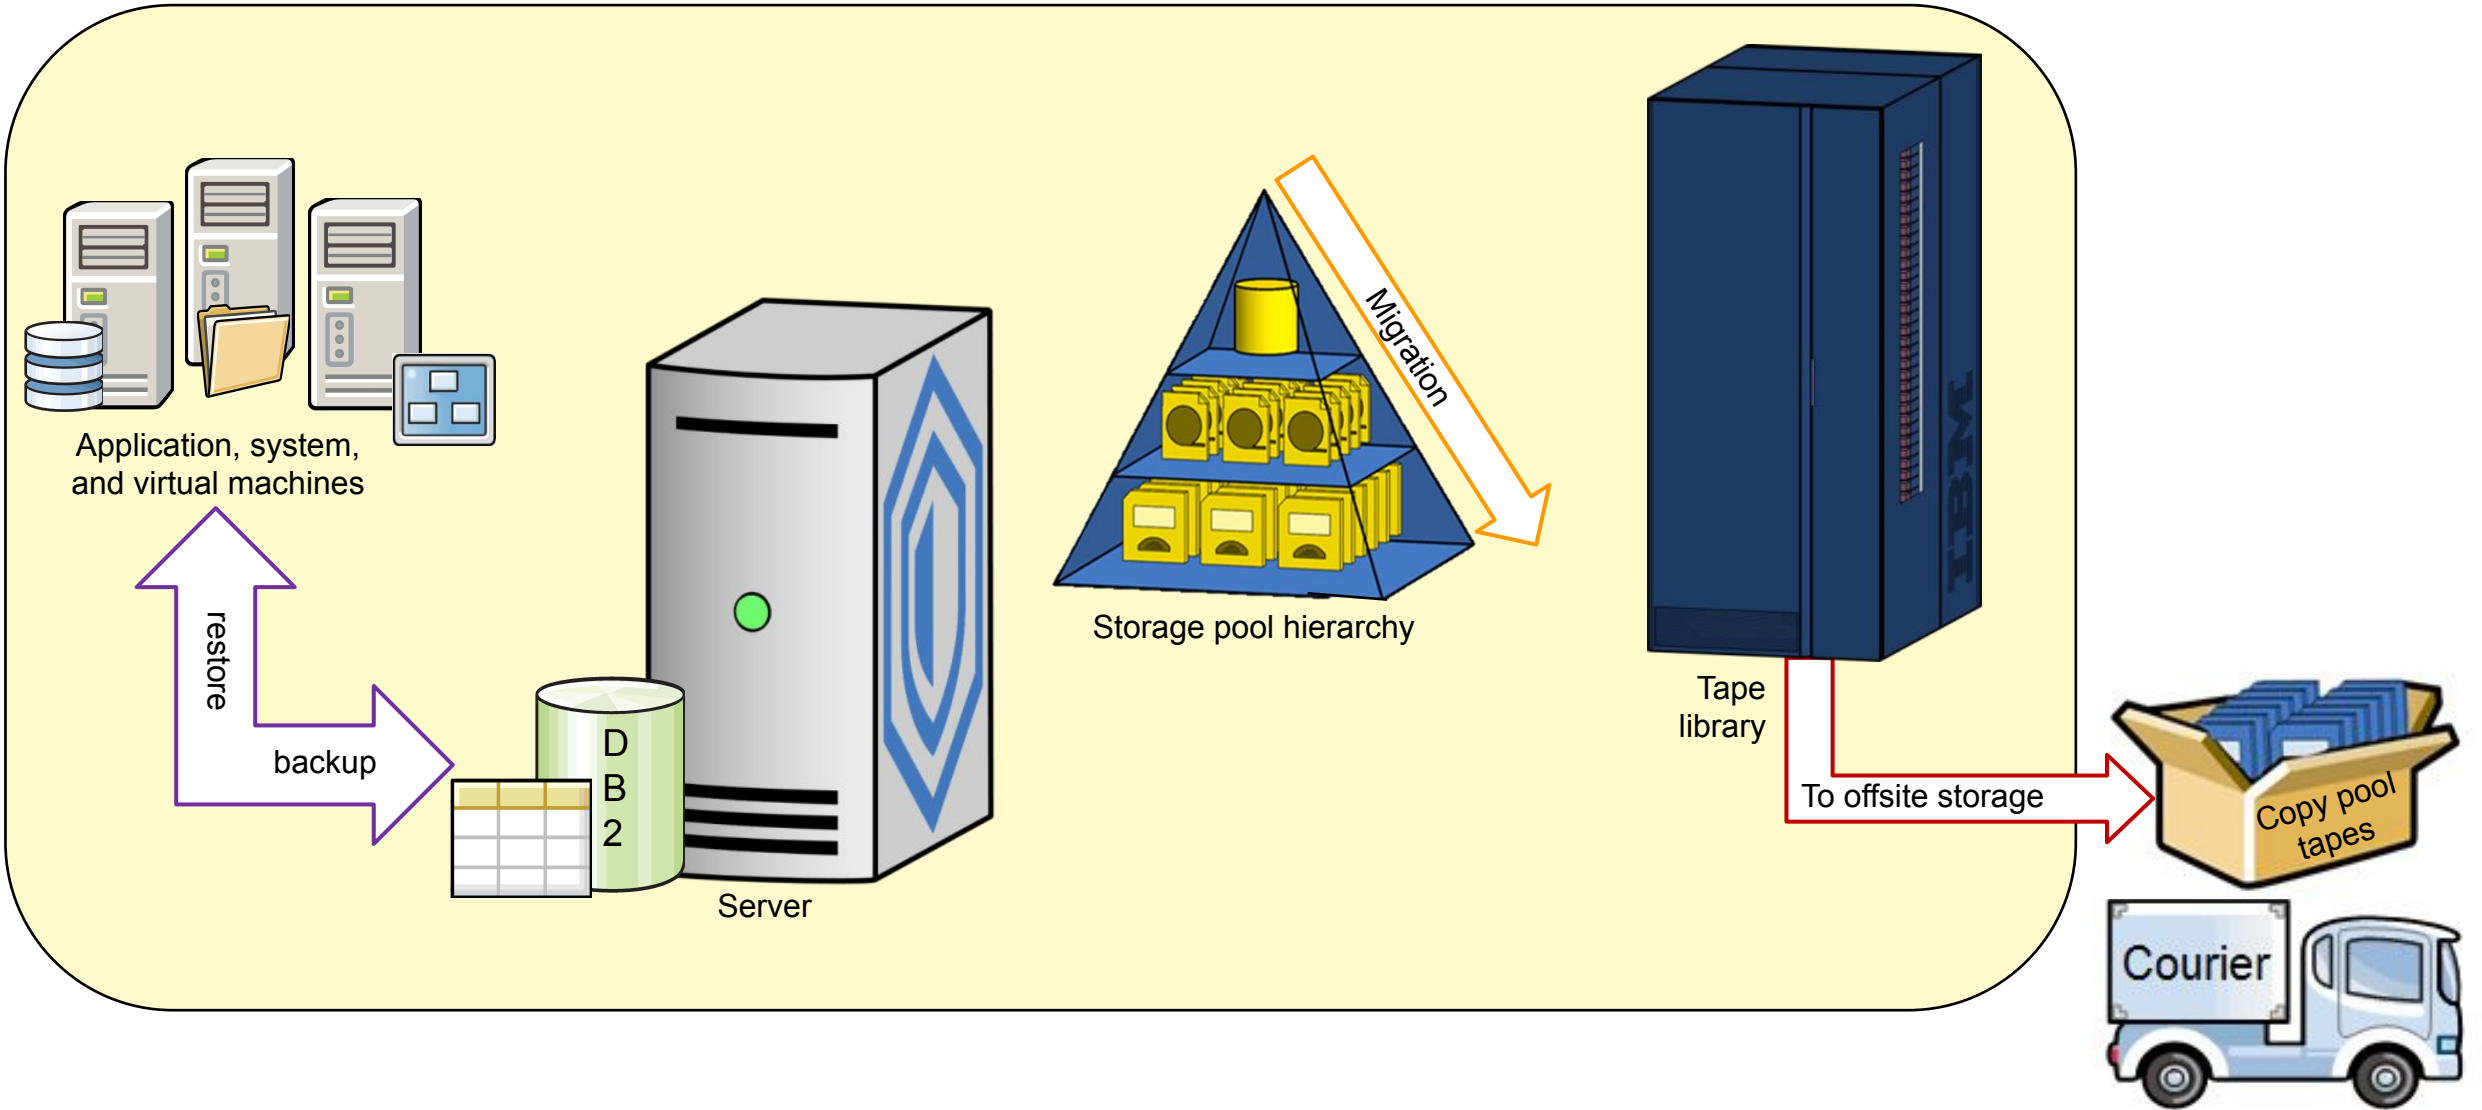 Application, system,
and virtual machines
restore
backup
D
B
2
Server
Migration
Storage pool hierarchy
IBM
Tape
library
To offsite storage
Copy pool
tapes
Courier